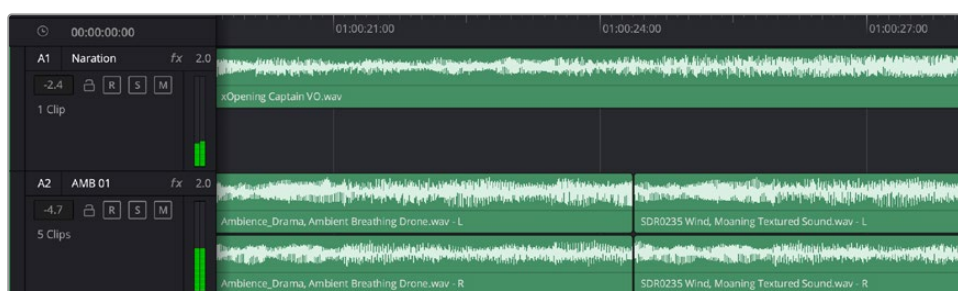 00:00:00:00
01:00:21:00 01:00:24:00 01:00:27:00
A1 Naration fx 2.0
-2.4 R S M
1 Clip
xOpening Captain VO.wav
A2 AMB 01 fx 2.0
-4.7 R S M
5 Clips
Ambience_Drama, Ambient Breathing Drone.wav - L SDR0235 Wind, Moaning Textured Sound.wav - L
Ambience_Drama, Ambient Breathing Drone.wav - R SDR0235 Wind, Moaning Textured Sound.wav - R